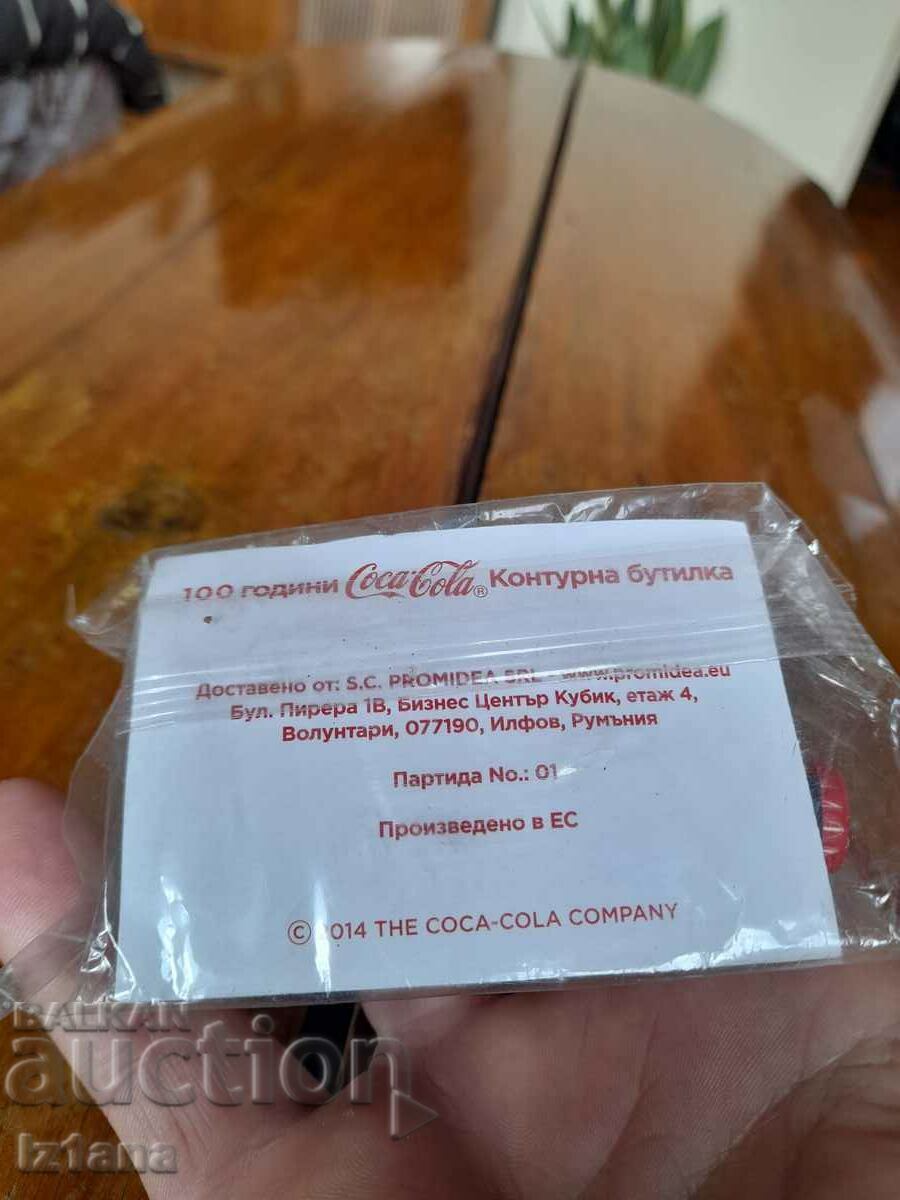 100 години Coca-Cola® Контурна бутилка
Доставено от: S.C. PROMIDEA SRL - www.promidea.eu
Бул. Пирера 1В, Бизнес Център Кубик, етаж 4,
Волунтари, 077190, Илфов, Румъния
Партида No.: 01
Произведено в ЕС
© 2014 THE COCA-COLA COMPANY
BALKAN
auction
iz1ana